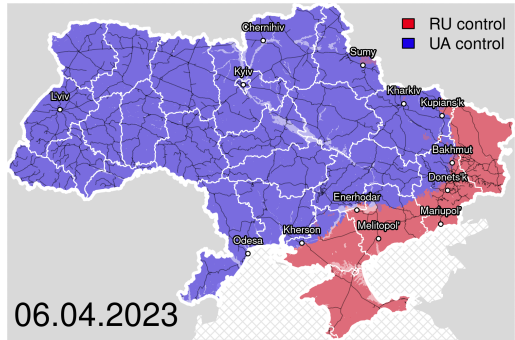 RU control
UA control
Chernihiv
Sumy
Kyiv
Kharkiv
L'viv
Kupians'k
Bakhmut
Donets'k
Enerhodar
Mariupol'
Melitopol'
Kherson
Odesa
06.04.2023